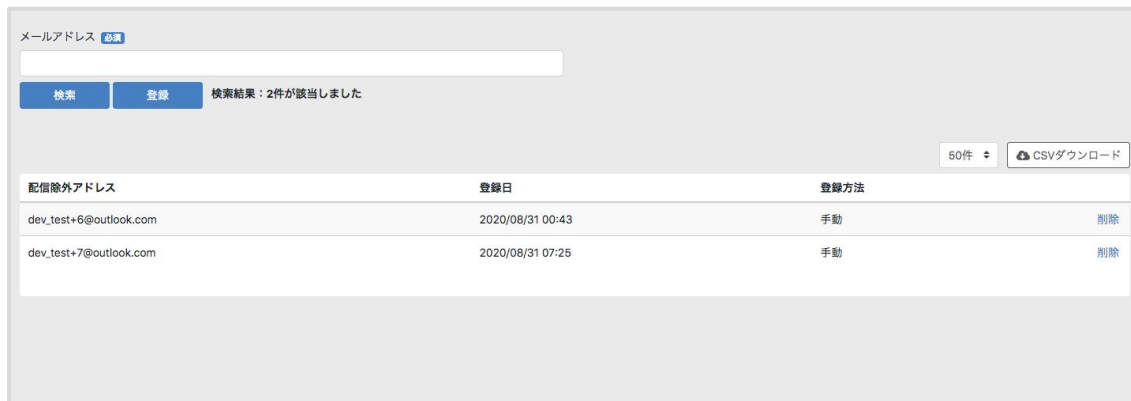 メールアドレス 必須
検索 登録 検索結果：2件が該当しました
50件 CSVダウンロード
配信除外アドレス 登録日 登録方法
dev_test+6@outlook.com 2020/08/31 00:43 手動 削除
dev_test+7@outlook.com 2020/08/31 07:25 手動 削除